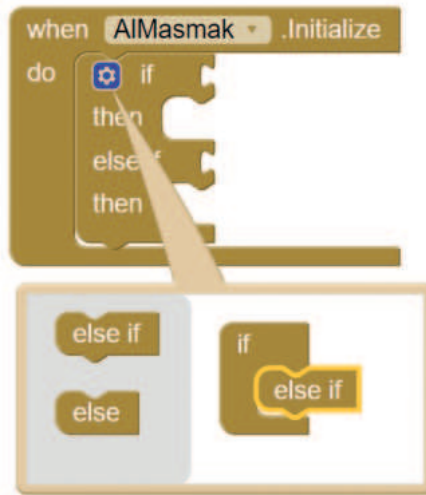 when AlMasmak .Initialize
do if
then
else if
then
else if
if
else if
else